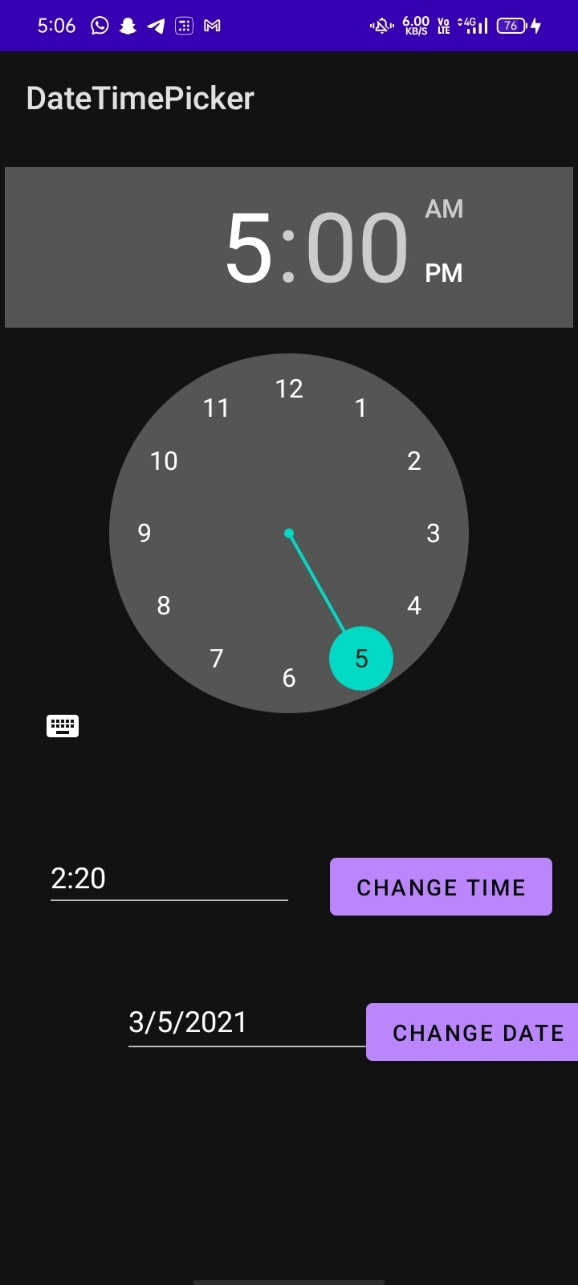 5:06 6.00 KB/S Vo LTE 4G 76
DateTimePicker
AM
5:00
PM
12
11 1
10 2
9 3
8 4
7 5
6
2:20 CHANGE TIME
3/5/2021 CHANGE DATE